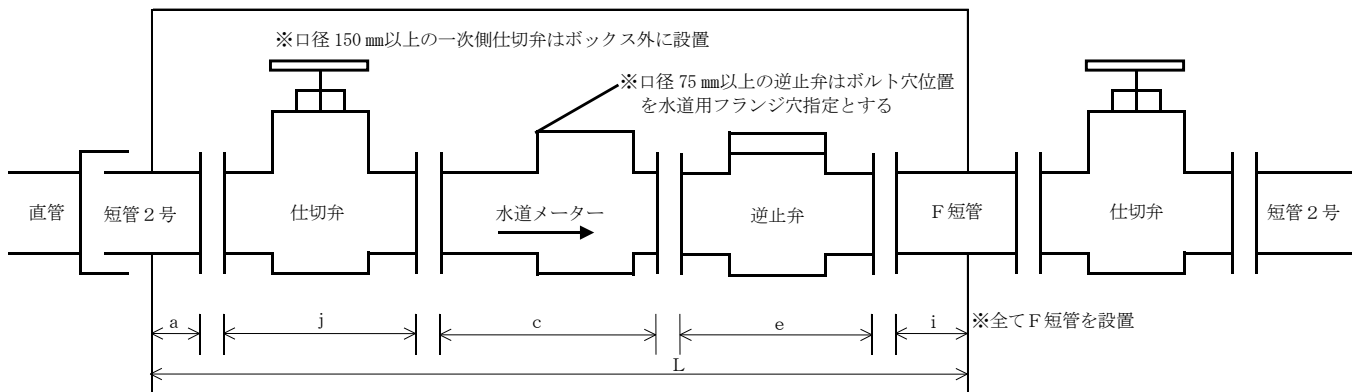 ※口径 150 ㎜以上の一次側仕切弁はボックス外に設置
※口径 75 ㎜以上の逆止弁はボルト穴位置
を水道用フランジ穴指定とする
直管
短管２号
仕切弁
水道メーター
逆止弁
Ｆ短管
仕切弁
短管２号
a
j
c
e
i
※全てＦ短管を設置
L